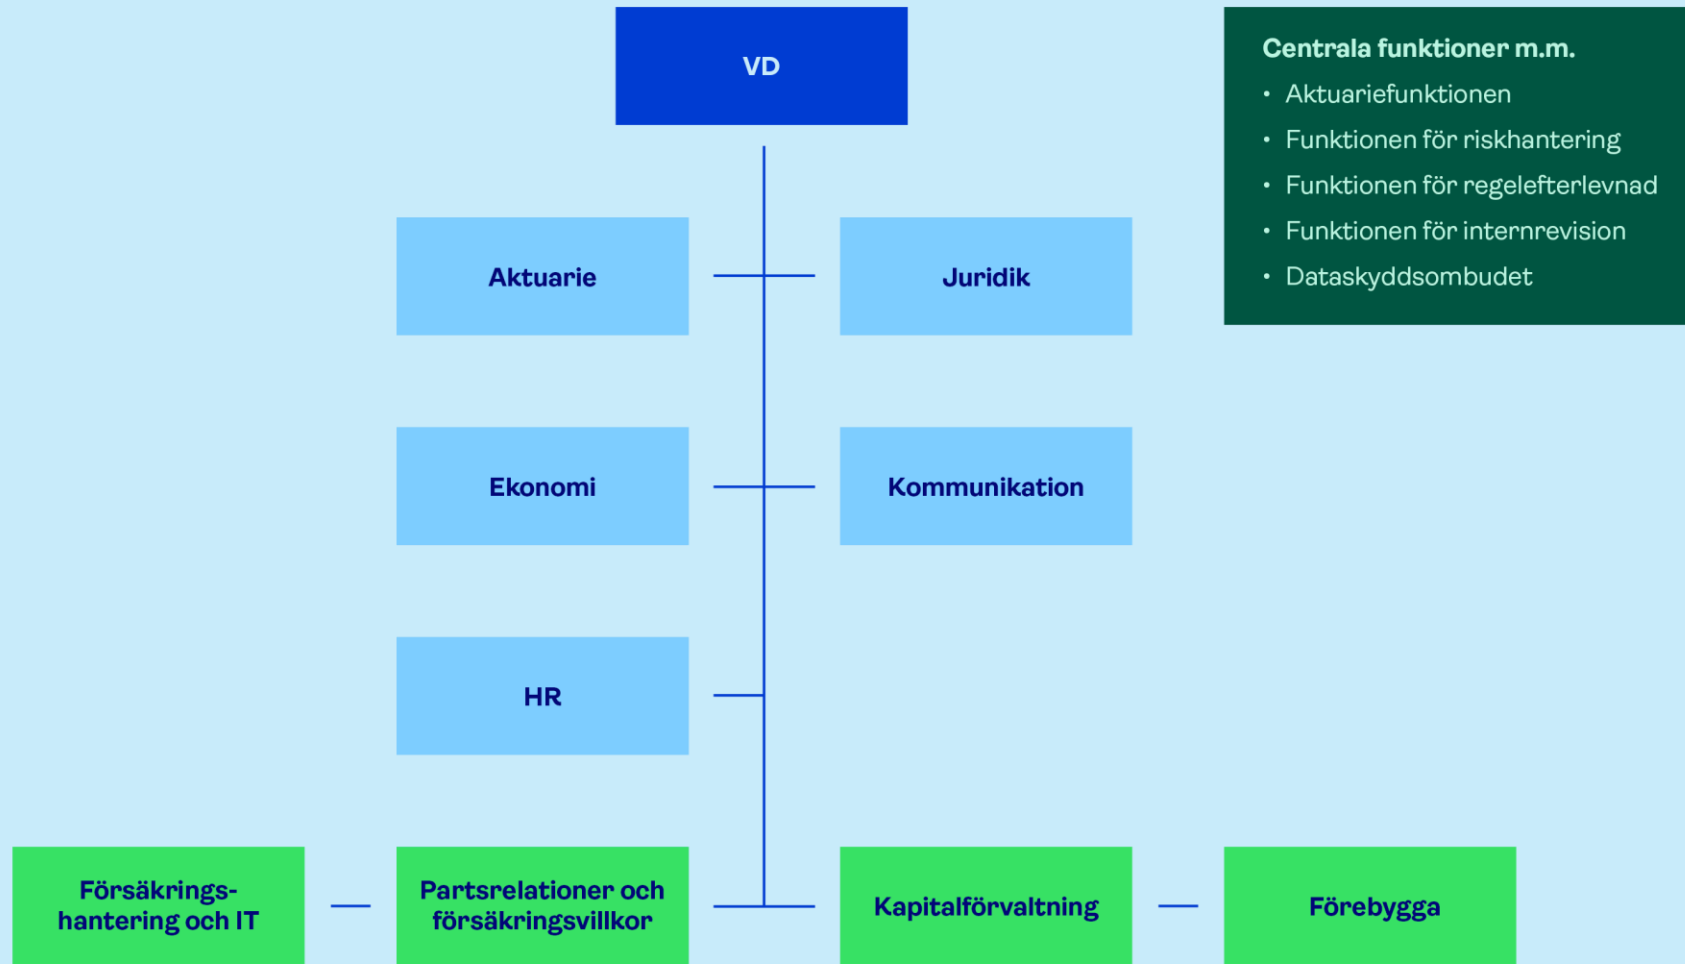 VD
Centrala funktioner m.m.
• Aktuariefunktionen
• Funktionen för riskhantering
• Funktionen för regelefterlevnad
• Funktionen för internrevision
• Dataskyddsombudet
Aktuarie
Juridik
Ekonomi
Kommunikation
HR
Försäkrings-
hantering och IT
Partsrelationer och
försäkringsvillkor
Kapitalförvaltning
Förebygga